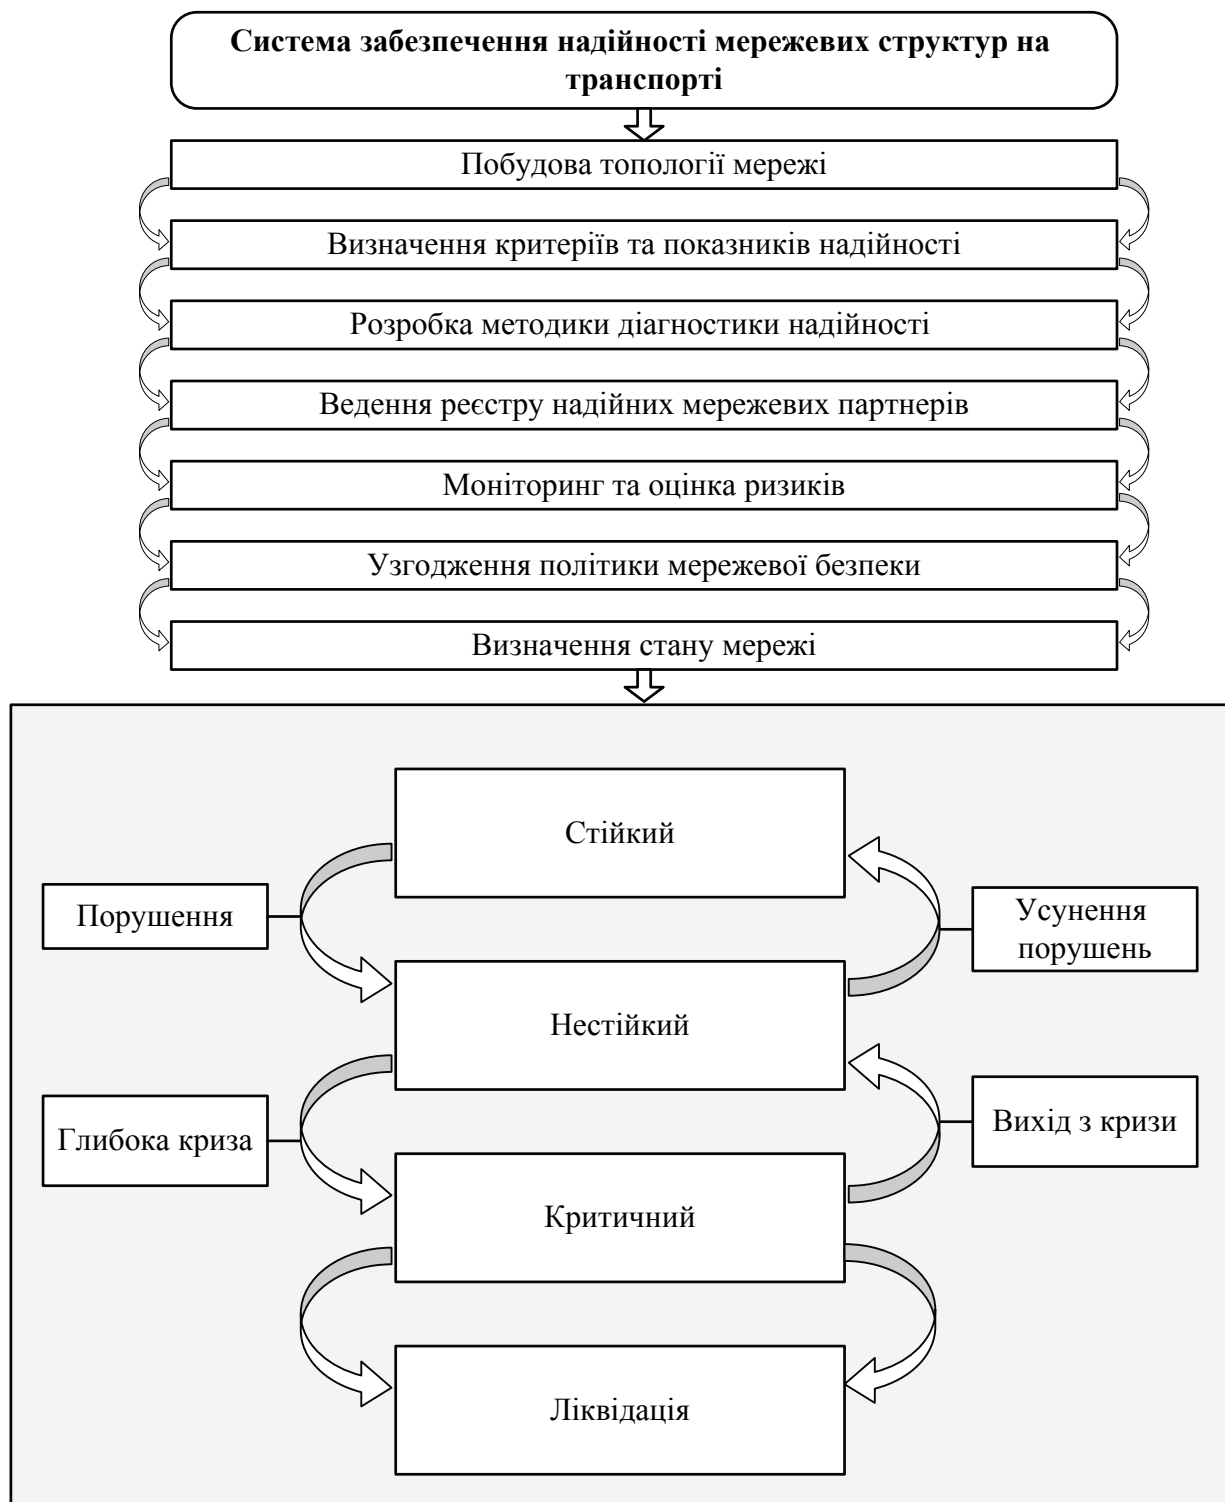 Система забезпечення надійності мережевих структур на
транспорті
Побудова топології мережі
Визначення критеріїв та показників надійності
Розробка методики діагностики надійності
Ведення реєстру надійних мережевих партнерів
Моніторинг та оцінка ризиків
Узгодження політики мережевої безпеки
Визначення стану мережі
Стійкий
Порушення
Усунення
порушень
Нестійкий
Глибока криза
Вихід з кризи
Критичний
Ліквідація